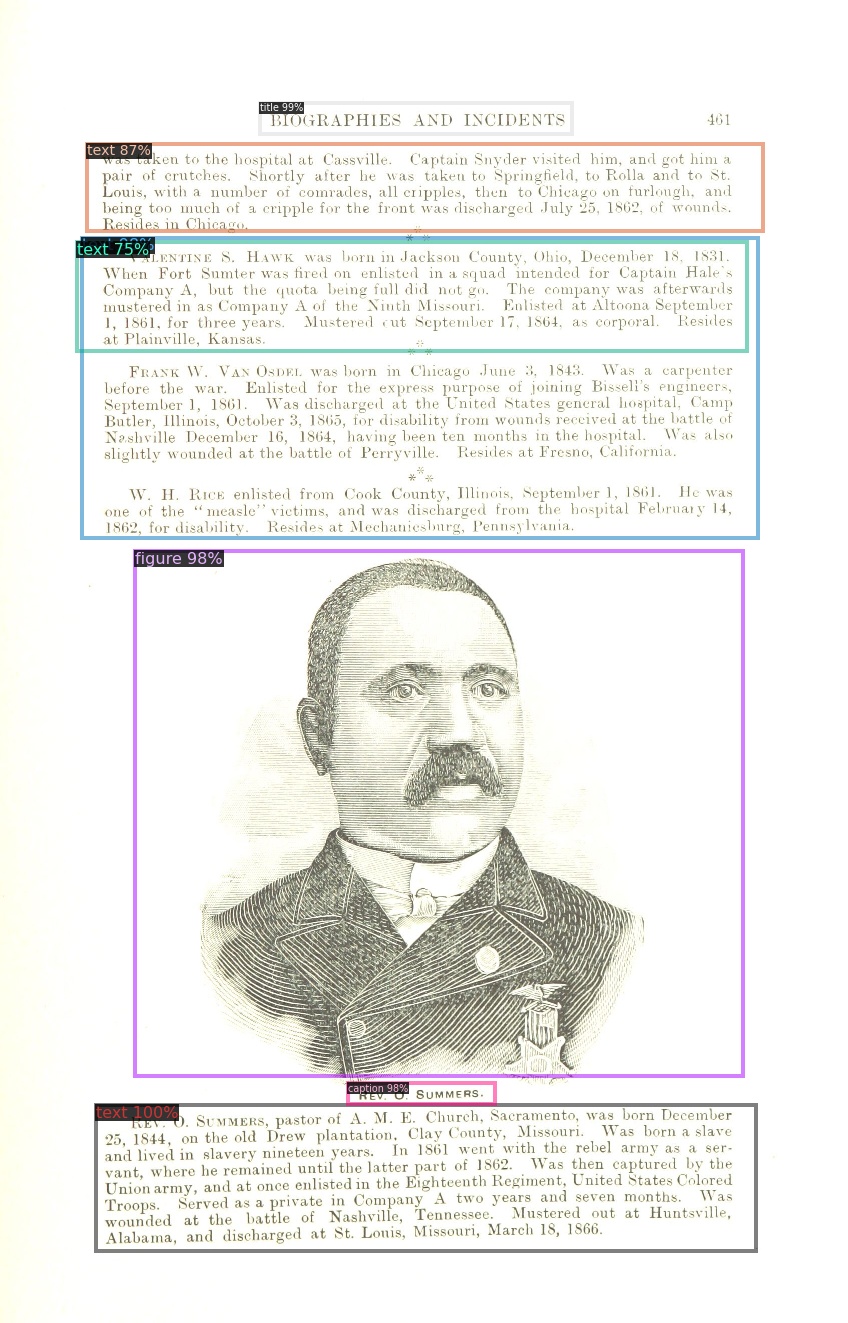 title 99%
BIOGRAPHIES AND INCIDENTS 461
text 87%
was taken to the hospital at Cassville. Captain Snyder visited him, and got him a
pair of crutches. Shortly after he was taken to Springfield, to Rolla and to St.
Louis, with a number of comrades, all cripples, then to Chicago on furlough, and
being too much of a cripple for the front was discharged July 25, 1862, of wounds.
Resides in Chicago.
***
text 75%
VALENTINE S. HAWK was born in Jackson County, Ohio, December 18, 1831.
When Fort Sumter was fired on enlisted in a squad intended for Captain Hale's
Company A, but the quota being full did not go. The company was afterwards
mustered in as Company A of the Ninth Missouri. Enlisted at Altoona September
1, 1861, for three years. Mustered out September 17, 1864, as corporal. Resides
at Plainville, Kansas.
***
FRANK W. VAN OSDEL was born in Chicago June 3, 1843. Was a carpenter
before the war. Enlisted for the express purpose of joining Bissell's engineers,
September 1, 1861. Was discharged at the United States general hospital, Camp
Butler, Illinois, October 3, 1865, for disability from wounds received at the battle of
Nashville December 16, 1864, having been ten months in the hospital. Was also
slightly wounded at the battle of Perryville. Resides at Fresno, California.
***
W. H. RICE enlisted from Cook County, Illinois, September 1, 1861. He was
one of the "measle" victims, and was discharged from the hospital February 14,
1862, for disability. Resides at Mechanicsburg, Pennsylvania.
figure 98%
caption 98%
REV. O. SUMMERS.
text 100%
REV. O. SUMMERS, pastor of A. M. E. Church, Sacramento, was born December
25, 1844, on the old Drew plantation, Clay County, Missouri. Was born a slave
and lived in slavery nineteen years. In 1861 went with the rebel army as a ser-
vant, where he remained until the latter part of 1862. Was then captured by the
Union army, and at once enlisted in the Eighteenth Regiment, United States Colored
Troops. Served as a private in Company A two years and seven months. Was
wounded at the battle of Nashville, Tennessee. Mustered out at Huntsville,
Alabama, and discharged at St. Louis, Missouri, March 18, 1866.